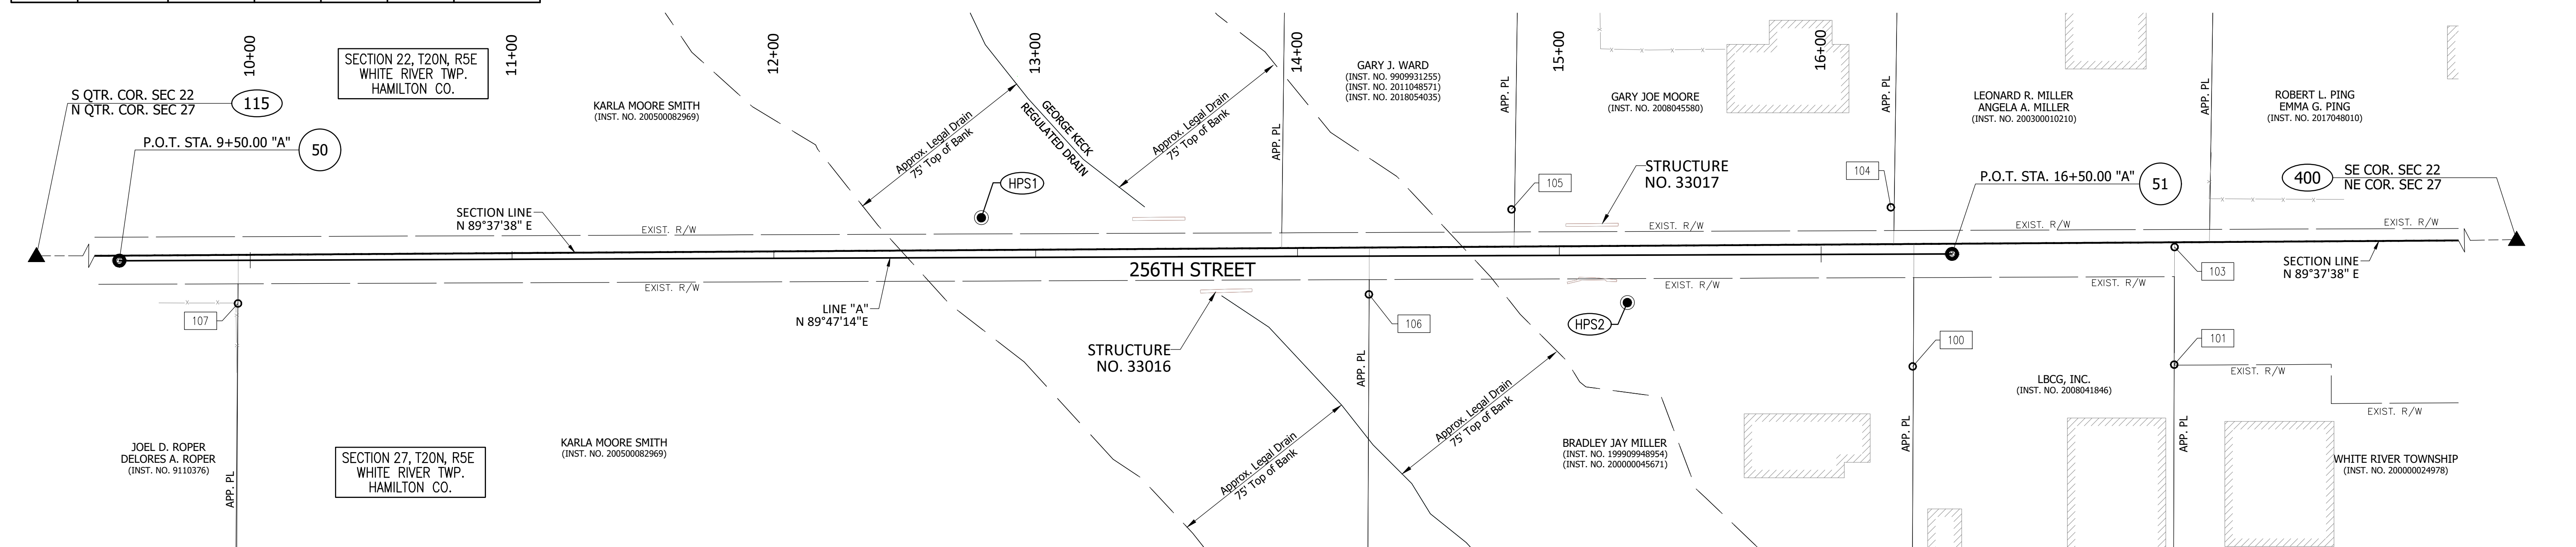 10+00
11+00
12+00
13+00
14+00
15+00
16+00
SECTION 22, T20N, R5E
WHITE RIVER TWP.
HAMILTON CO.
S QTR. COR. SEC 22
N QTR. COR. SEC 27
115
P.O.T. STA. 9+50.00 "A"
50
KARLA MOORE SMITH
(INST. NO. 200500082969)
Approx. Legal Drain
75' Top of Bank
GEORGE KECK
REGULATED DRAIN
Approx. Legal Drain
75' Top of Bank
HPS1
APP. PL
GARY J. WARD
(INST. NO. 9909931255)
(INST. NO. 2011048571)
(INST. NO. 2018054035)
APP. PL
105
GARY JOE MOORE
(INST. NO. 2008045580)
STRUCTURE
NO. 33017
104
APP. PL
LEONARD R. MILLER
ANGELA A. MILLER
(INST. NO. 200300010210)
P.O.T. STA. 16+50.00 "A"
51
APP. PL
ROBERT L. PING
EMMA G. PING
(INST. NO. 2017048010)
400
SE COR. SEC 22
NE COR. SEC 27
SECTION LINE
N 89°37'38" E
EXIST. R/W
EXIST. R/W
EXIST. R/W
EXIST. R/W
256TH STREET
SECTION LINE
N 89°37'38" E
103
EXIST. R/W
EXIST. R/W
EXIST. R/W
107
LINE "A"
N 89°47'14"E
STRUCTURE
NO. 33016
106
HPS2
100
101
APP. PL
EXIST. R/W
EXIST. R/W
LBCG, INC.
(INST. NO. 2008041846)
JOEL D. ROPER
DELORES A. ROPER
(INST. NO. 9110376)
APP. PL
SECTION 27, T20N, R5E
WHITE RIVER TWP.
HAMILTON CO.
KARLA MOORE SMITH
(INST. NO. 200500082969)
Approx. Legal Drain
75' Top of Bank
Approx. Legal Drain
75' Top of Bank
BRADLEY JAY MILLER
(INST. NO. 199909948954)
(INST. NO. 200000045671)
APP. PL
APP. PL
WHITE RIVER TOWNSHIP
(INST. NO. 200000024978)